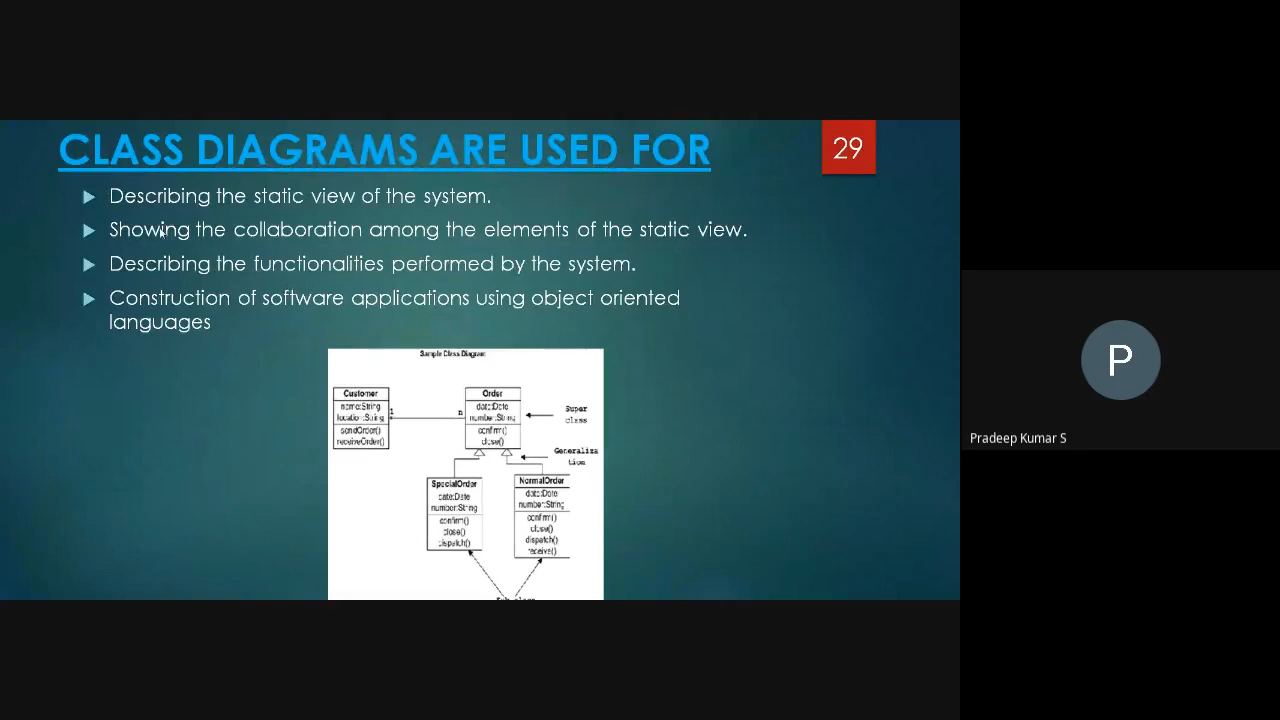 CLASS DIAGRAMS ARE USED FOR
29
Describing the static view of the system.
Showing the collaboration among the elements of the static view.
Describing the functionalities performed by the system.
Construction of software applications using object oriented
languages
Sample Class Diagram
Customer
name:String
location:String
sendOrder()
receiveOrder()
1
n
Order
date:Date
number:String
confirm()
close()
Super
class
Generaliza
tion
SpecialOrder
date:Date
number:String
confirm()
close()
dispatch()
NormalOrder
date:Date
number:String
confirm()
close()
dispatch()
receive()
P
Pradeep Kumar S